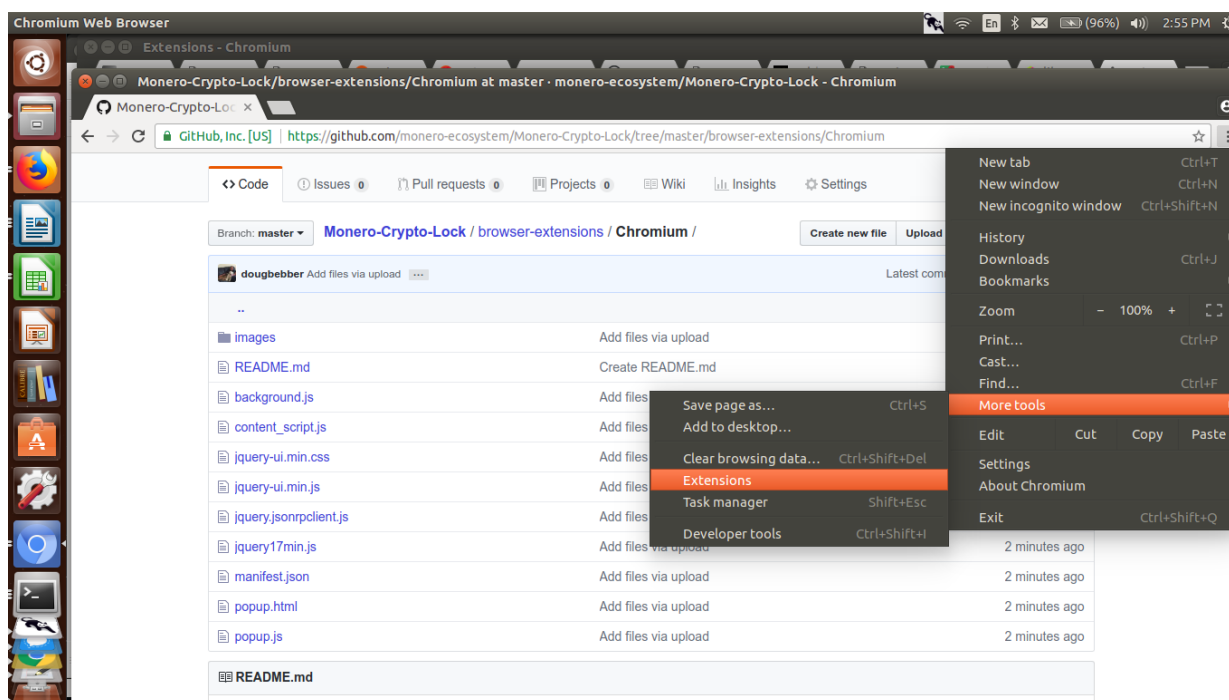 Chromium Web Browser
En (96%) 2:55 PM
Extensions - Chromium
Monero-Crypto-Lock/browser-extensions/Chromium at master · monero-ecosystem/Monero-Crypto-Lock - Chromium
Monero-Crypto-Loc ×
GitHub, Inc. [US] | https://github.com/monero-ecosystem/Monero-Crypto-Lock/tree/master/browser-extensions/Chromium
<> Code Issues 0 Pull requests 0 Projects 0 Wiki Insights Settings
Branch: master Monero-Crypto-Lock / browser-extensions / Chromium / Create new file Upload
dougbebber Add files via upload ... Latest com
..
images Add files via upload
README.md Create README.md
background.js Add files
content_script.js Add files
jquery-ui.min.css Add files
jquery-ui.min.js Add files
jquery.jsonrpclient.js Add files
jquery17min.js Add files via upload 2 minutes ago
manifest.json Add files via upload 2 minutes ago
popup.html Add files via upload 2 minutes ago
popup.js Add files via upload 2 minutes ago
README.md
New tab Ctrl+T
New window Ctrl+N
New incognito window Ctrl+Shift+N
History
Downloads Ctrl+J
Bookmarks
Zoom − 100% +
Print... Ctrl+P
Cast...
Find... Ctrl+F
More tools
Edit Cut Copy Paste
Settings
About Chromium
Exit Ctrl+Shift+Q
Save page as... Ctrl+S
Add to desktop...
Clear browsing data... Ctrl+Shift+Del
Extensions
Task manager Shift+Esc
Developer tools Ctrl+Shift+I
CALIBRE